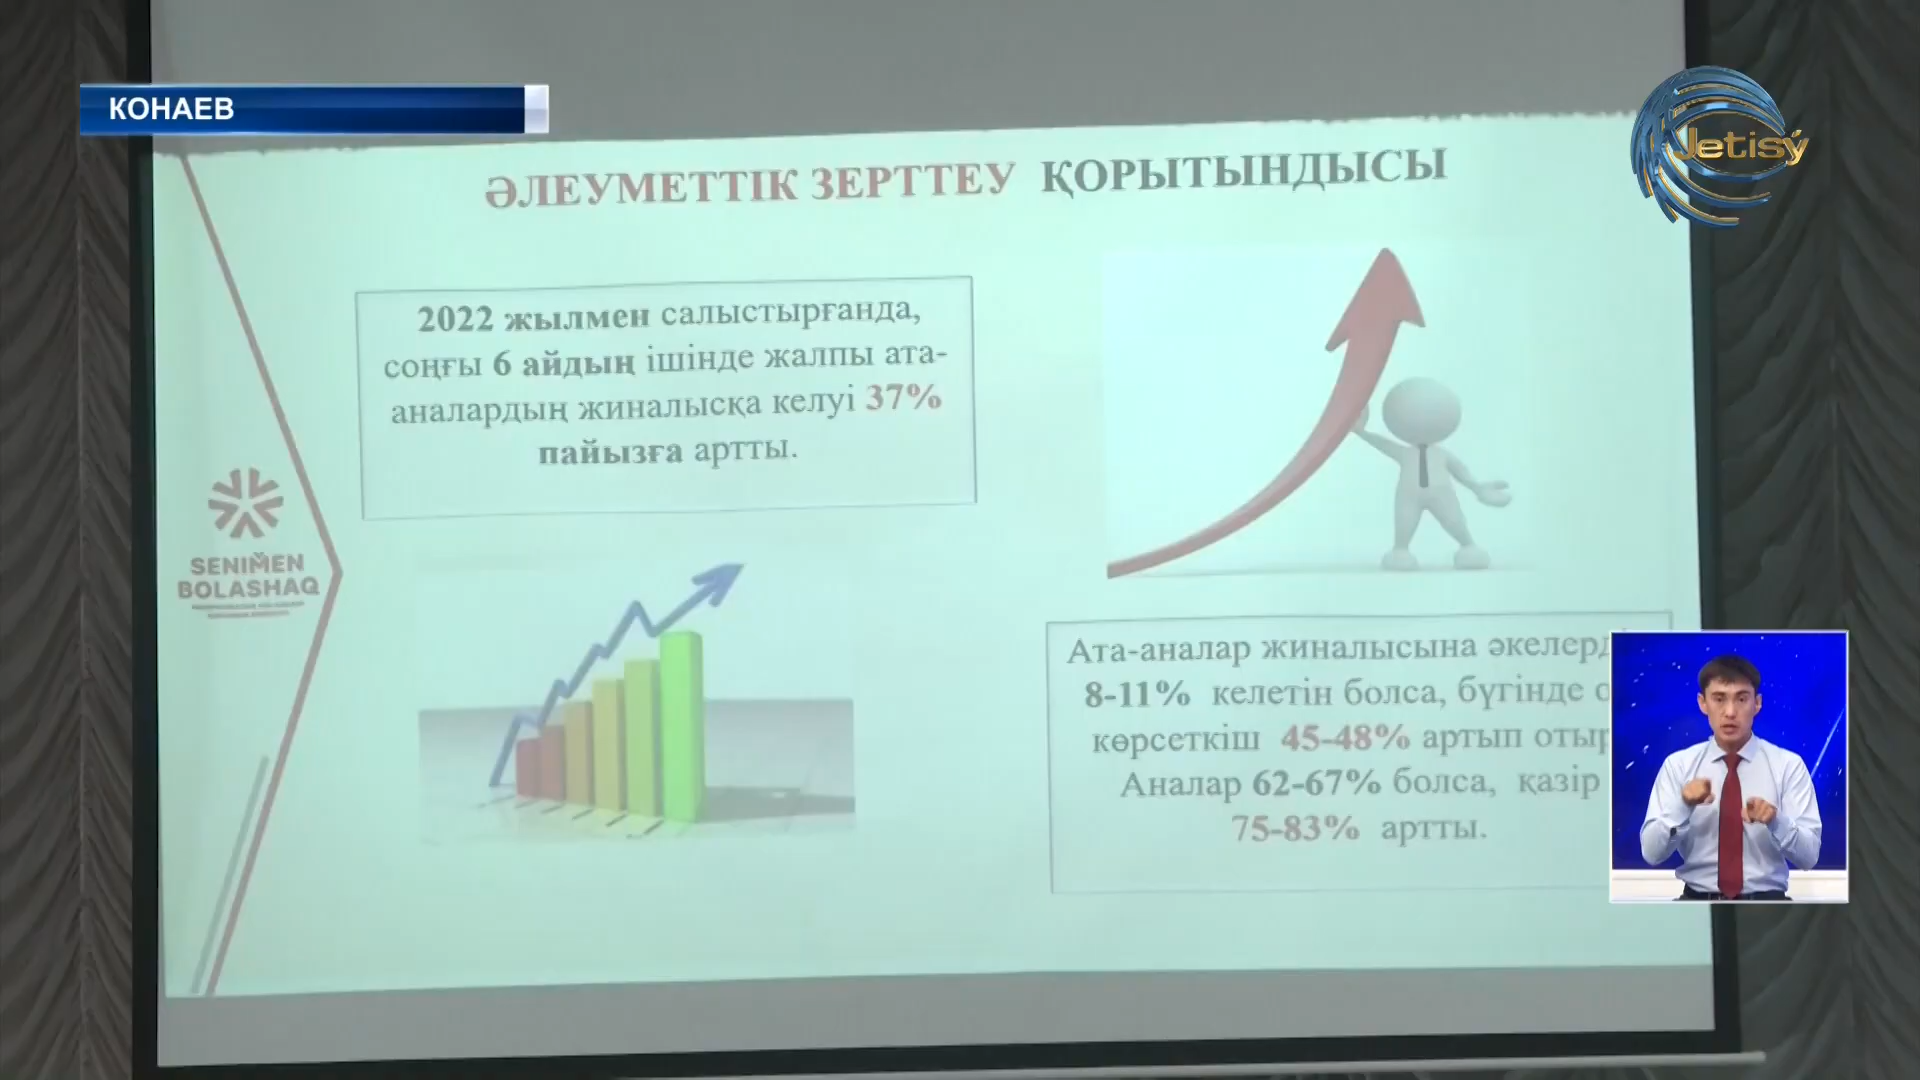 КОНАЕВ
Jetisý
ӘЛЕУМЕТТІК ЗЕРТТЕУ ҚОРЫТЫНДЫСЫ
2022 жылмен салыстырғанда,
соңғы 6 айдың ішінде жалпы ата-
аналардың жиналысқа келуі 37%
пайызға артты.
SENIMEN
BOLASHAQ
Ата-аналар жиналысына
8-11% келетін болса, бүгінде
көрсеткіш 45-48% артып
Аналар 62-67% болса, қазір
75-83% артты.